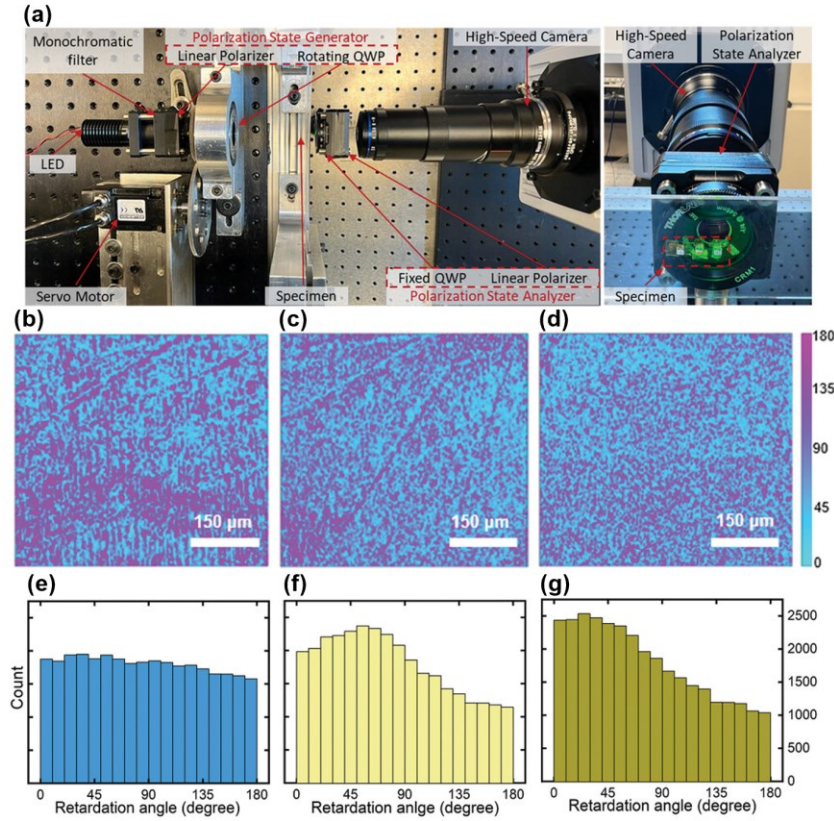 (a)
Monochromatic
filter
Polarization State Generator
Linear Polarizer Rotating QWP
High-Speed Camera
LED
Servo Motor
Specimen
Fixed QWP Linear Polarizer
Polarization State Analyzer
High-Speed
Camera
Polarization
State Analyzer
CRM1
Specimen
(b)
(c)
(d)
150 µm
150 µm
150 µm
180
135
90
45
0
(e)
(f)
(g)
Count
0 45 90 135 180
Retardation angle (degree)
0 45 90 135 180
Retardation anlge (degree)
0 45 90 135 180
Retardation angle (degree)
2500
2000
1500
1000
500
0